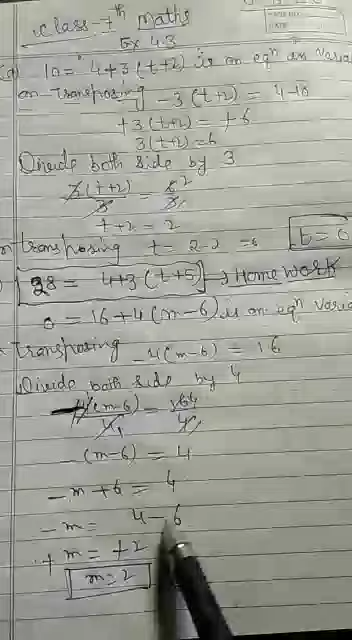 Class-7th Maths
Ex 4.3
10 = 4+3(t+2) is an eqn in varia
on transposing -3(t+2) = 4-10
+3(t+2) = +6
3(t+2)=6
Divide both side by 3
3(t+2)/3 = 6/3 2
t+2 = 2
transposing t = 2-2 =0 t=0
28 = 4+3(t+5) → Home work
0 = 16+4(m-6) is an eqn varia
Transposing -4(m-6) = 16
Divide both side by 4
-4(m-6)/4 = 16/4 4
-(m-6) = 4
-m+6 = 4
-m = 4-6
+m = +2
m=2